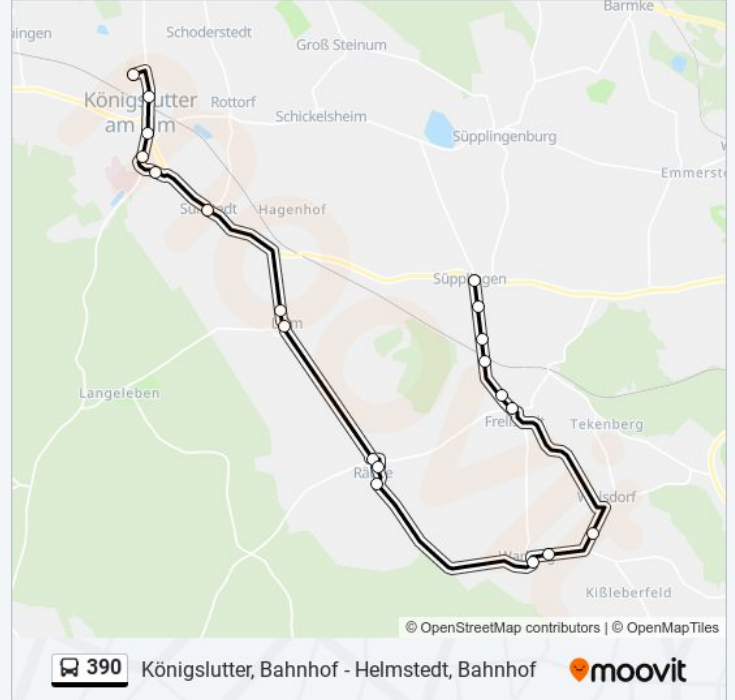 Barmke
Schoderstedt
Groß Steinum
Königslutter
am Elm
Rottorf
Schickelsheim
Süpplingenburg
Hagenhof
Süpplingen
Langeleben
Tekenberg
Räbke
Kißleberfeld
© OpenStreetMap contributors | © OpenMapTiles
390
Königslutter, Bahnhof - Helmstedt, Bahnhof
moovit